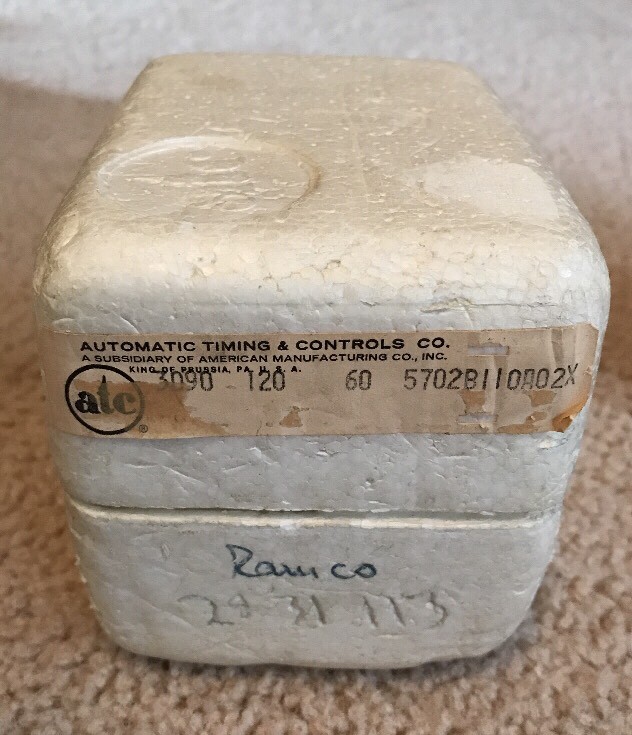 AUTOMATIC TIMING & CONTROLS CO.
A SUBSIDIARY OF AMERICAN MANUFACTURING CO., INC.
KING OF PRUSSIA, PA. U. S. A.
atc ®
3090 120 60 5702B110A02X
Ramco